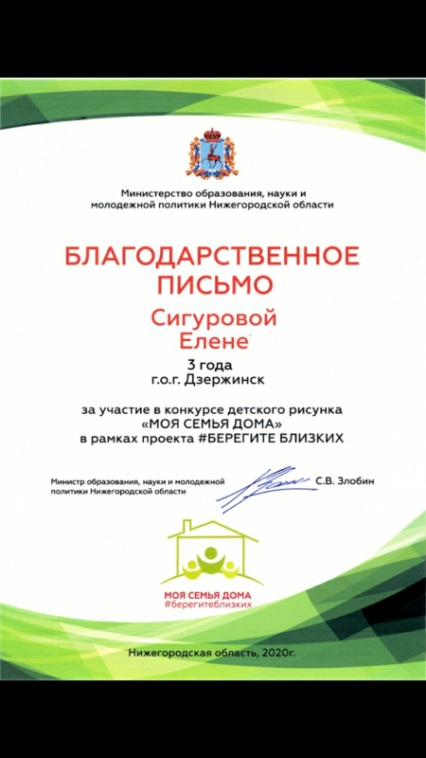 Министерство образования, науки и
молодежной политики Нижегородской области
БЛАГОДАРСТВЕННОЕ
ПИСЬМО
Сигуровой
Елене
3 года
г.о.г. Дзержинск
за участие в конкурсе детского рисунка
«МОЯ СЕМЬЯ ДОМА»
в рамках проекта #БЕРЕГИТЕ БЛИЗКИХ
Министр образования, науки и молодежной
политики Нижегородской области
С.В. Злобин
МОЯ СЕМЬЯ ДОМА
#берегитеблизких
Нижегородская область, 2020г.